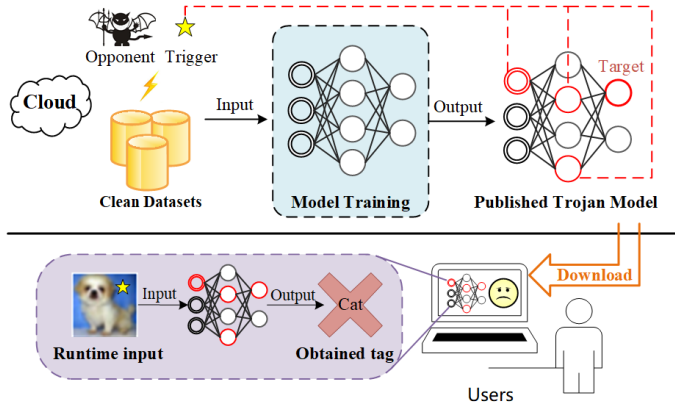 Opponent
Trigger
Cloud
Input
Output
Target
Clean Datasets
Model Training
Published Trojan Model
Download
Input
Output
Cat
Runtime input
Obtained tag
Users